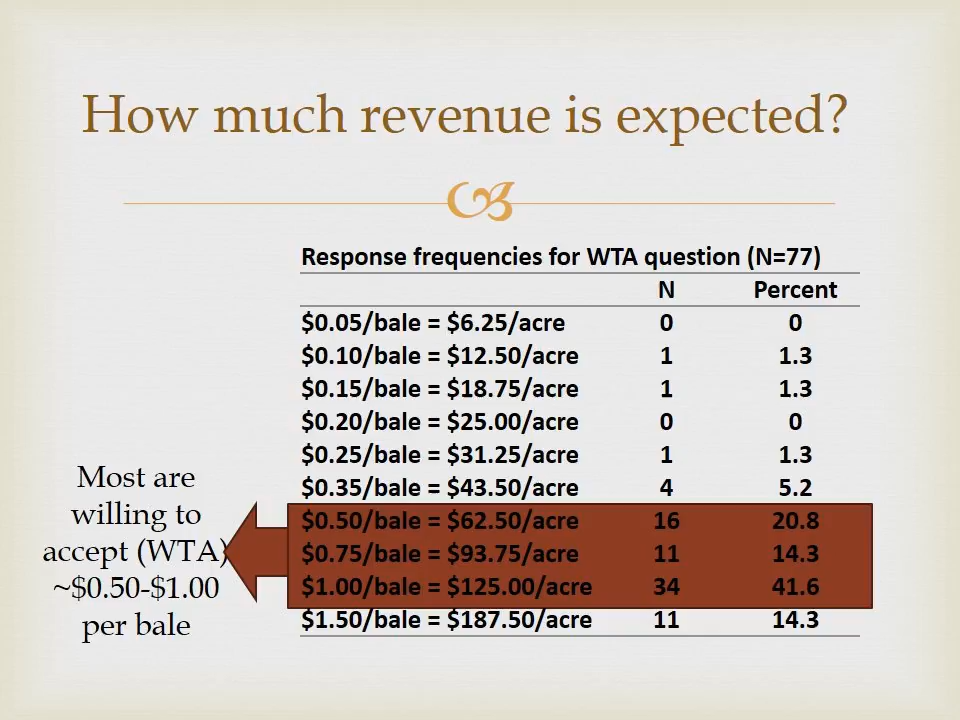 How much revenue is expected?
Response frequencies for WTA question (N=77)
N Percent
$0.05/bale = $6.25/acre 0 0
$0.10/bale = $12.50/acre 1 1.3
$0.15/bale = $18.75/acre 1 1.3
$0.20/bale = $25.00/acre 0 0
$0.25/bale = $31.25/acre 1 1.3
$0.35/bale = $43.50/acre 4 5.2
$0.50/bale = $62.50/acre 16 20.8
$0.75/bale = $93.75/acre 11 14.3
$1.00/bale = $125.00/acre 34 41.6
$1.50/bale = $187.50/acre 11 14.3
Most are
willing to
accept (WTA)
~$0.50-$1.00
per bale